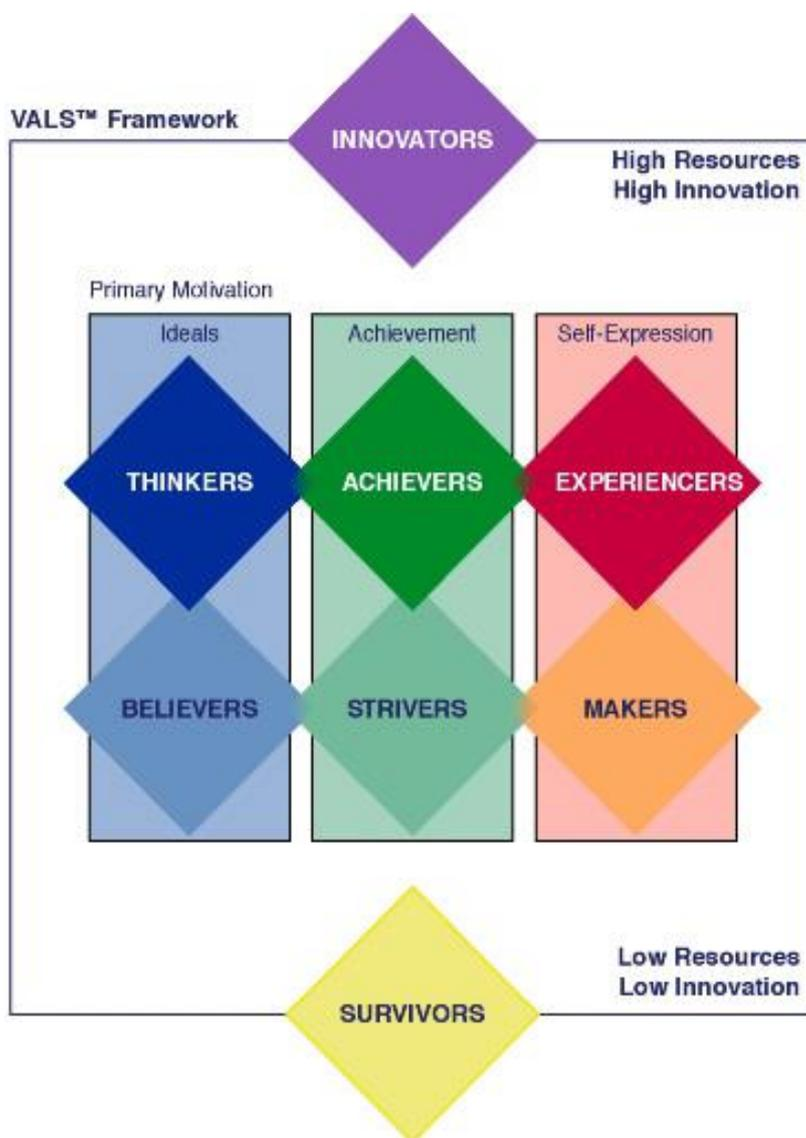 VALS™ Framework
INNOVATORS
High Resources
High Innovation
Primary Motivation
Ideals
Achievement
Self-Expression
THINKERS
ACHIEVERS
EXPERIENCERS
BELIEVERS
STRIVERS
MAKERS
Low Resources
Low Innovation
SURVIVORS